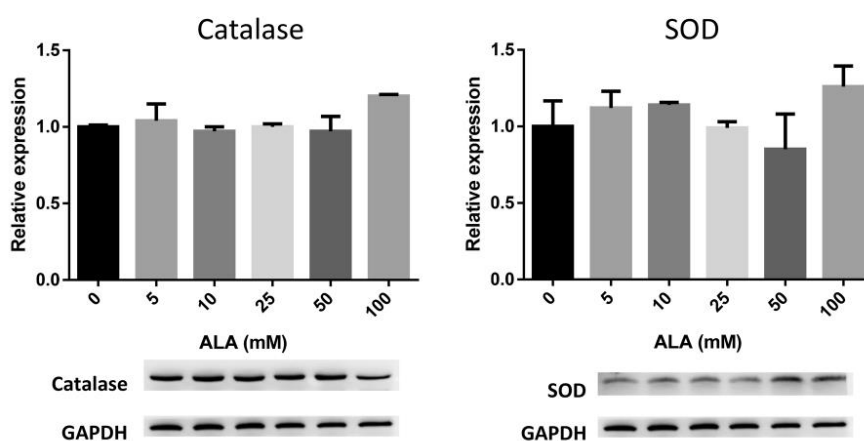 Catalase
Relative expression
1.5
1.0
0.5
0.0
0 5 10 25 50 100
ALA (mM)
Catalase
GAPDH
SOD
Relative expression
1.5
1.0
0.5
0.0
0 5 10 25 50 100
ALA (mM)
SOD
GAPDH